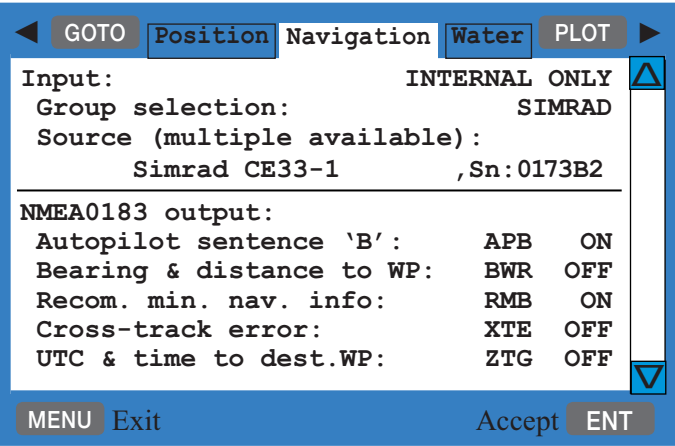 GOTO Position Navigation Water PLOT
Input: INTERNAL ONLY
Group selection: SIMRAD
Source (multiple available):
Simrad CE33-1 ,Sn:0173B2
NMEA0183 output:
Autopilot sentence ‘B’: APB ON
Bearing & distance to WP: BWR OFF
Recom. min. nav. info: RMB ON
Cross-track error: XTE OFF
UTC & time to dest.WP: ZTG OFF
MENU Exit Accept ENT